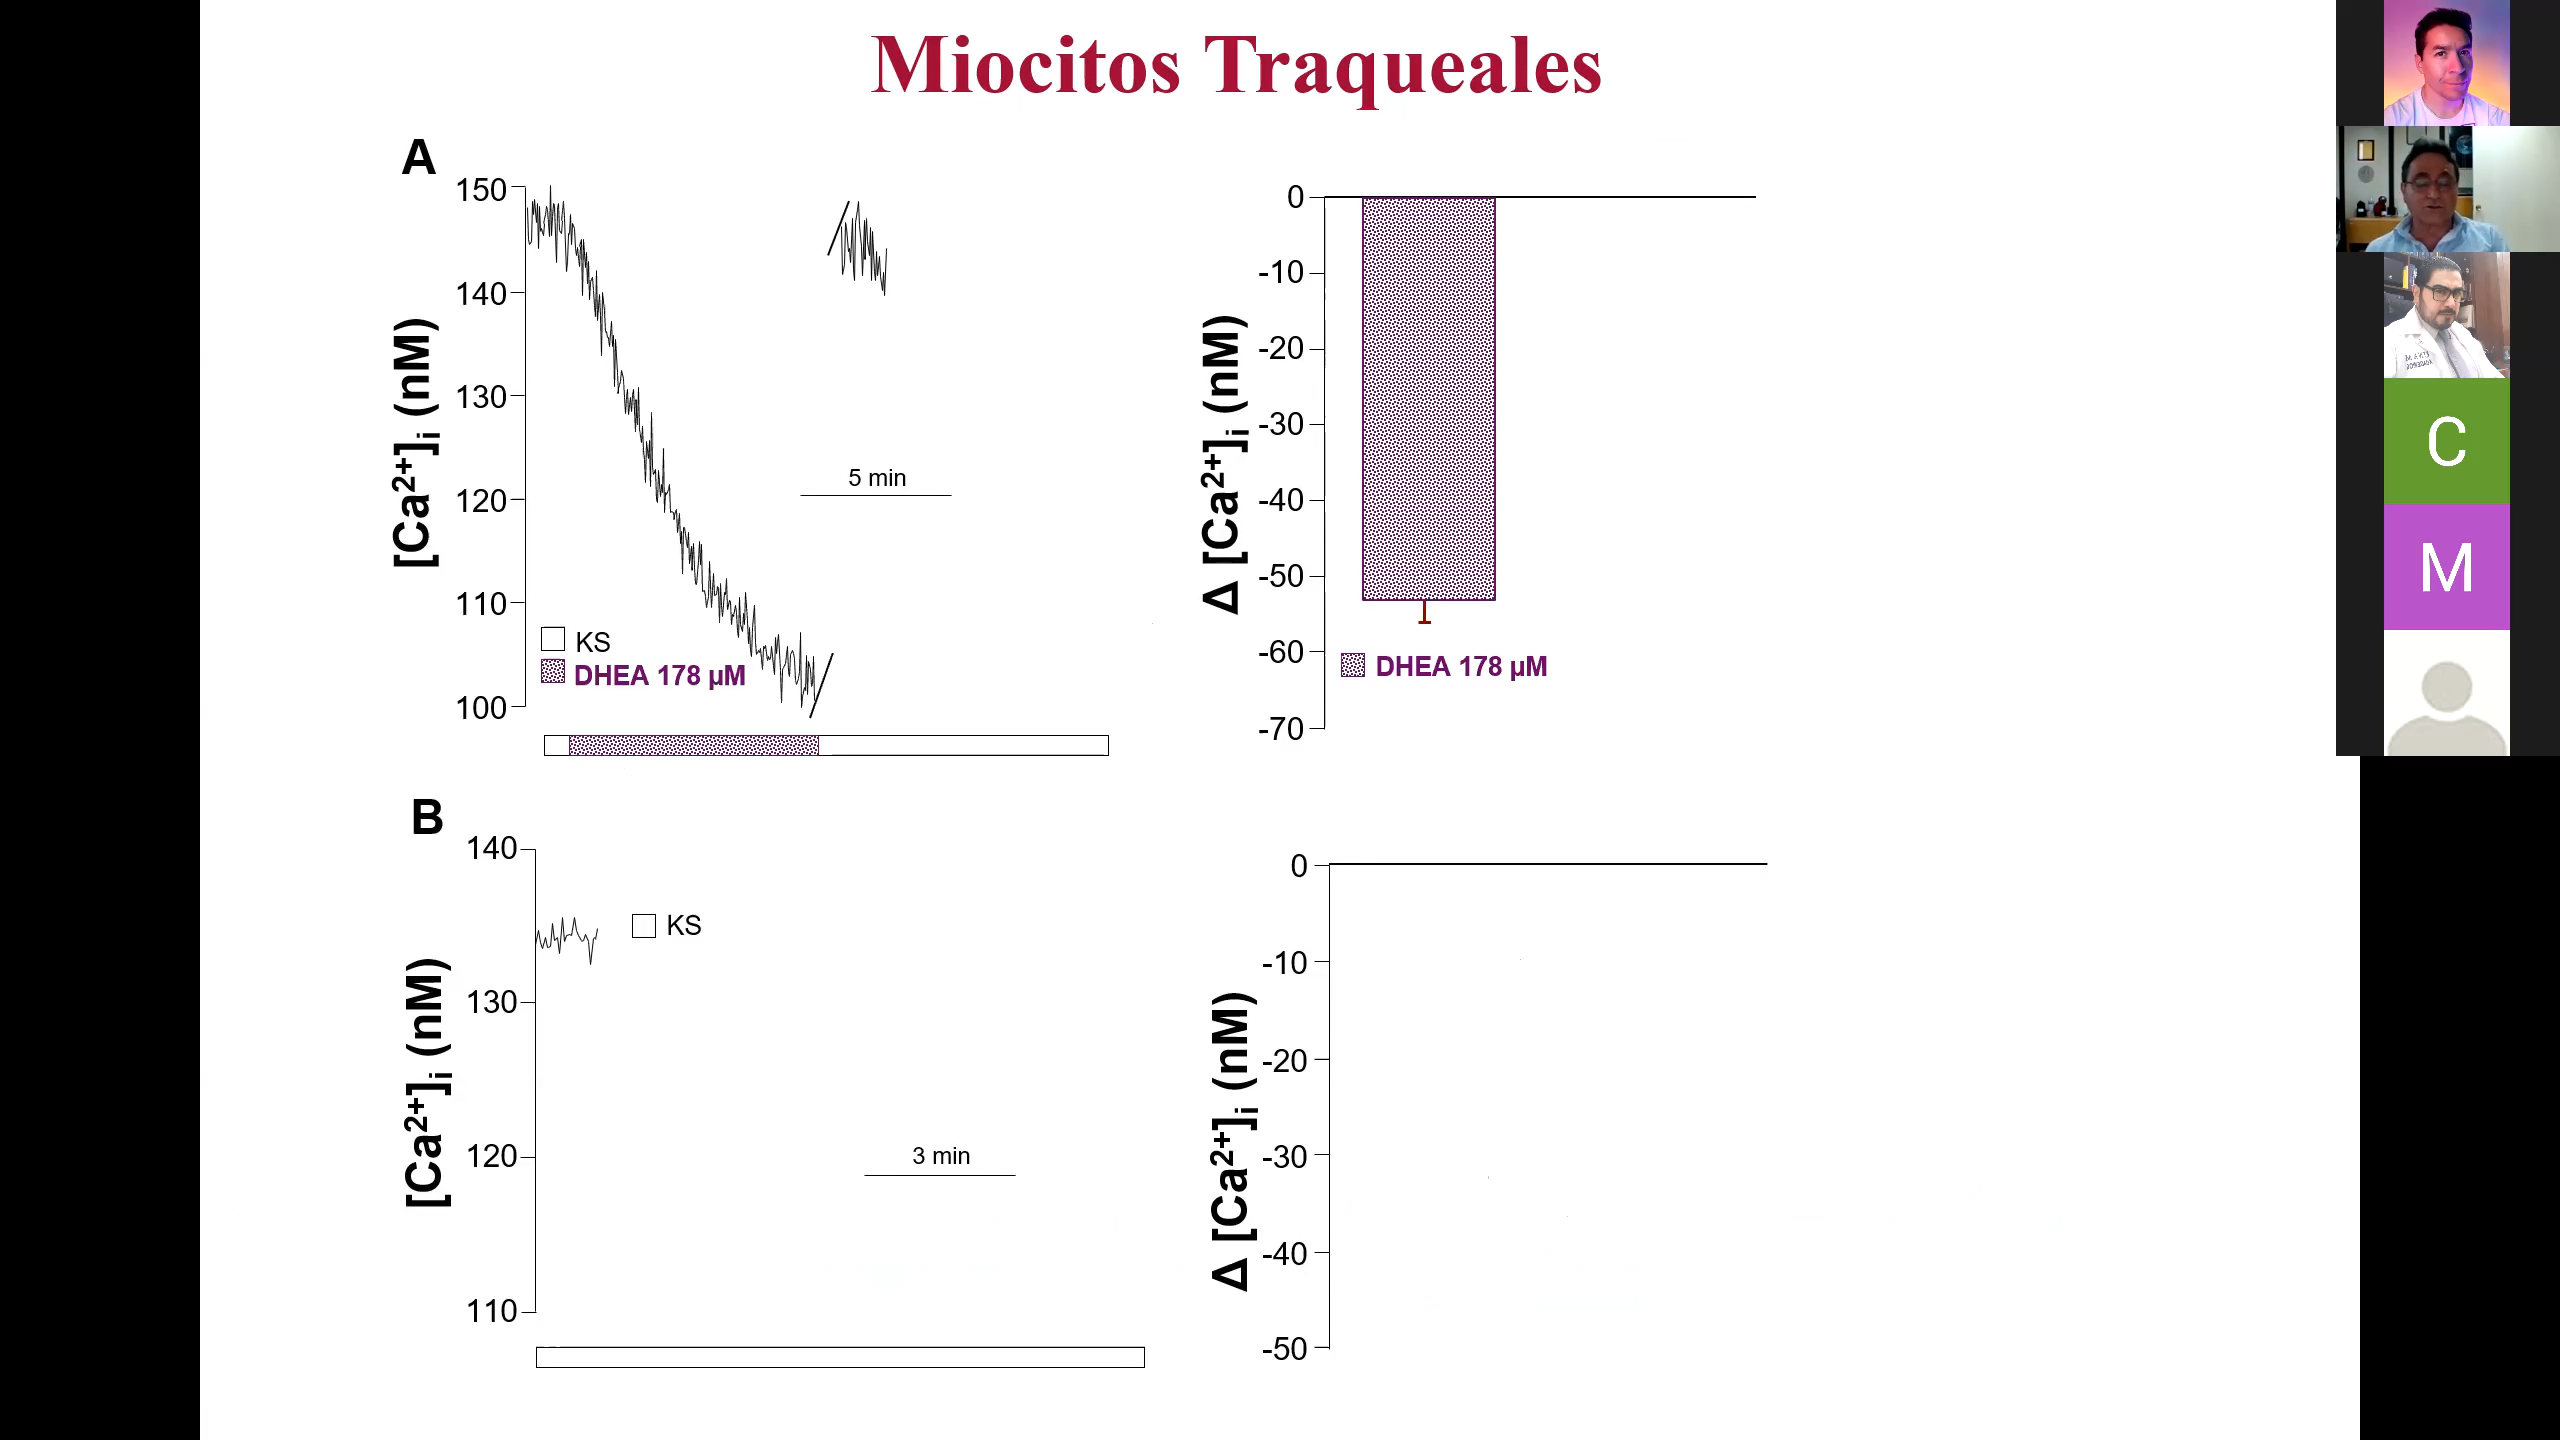 Miocitos Traqueales
A
150
140
130
120
110
100
[Ca²⁺]ᵢ (nM)
5 min
KS
DHEA 178 µM
0
-10
-20
-30
-40
-50
-60
-70
Δ [Ca²⁺]ᵢ (nM)
DHEA 178 µM
B
140
130
120
110
[Ca²⁺]ᵢ (nM)
KS
3 min
0
-10
-20
-30
-40
-50
Δ [Ca²⁺]ᵢ (nM)
C
M